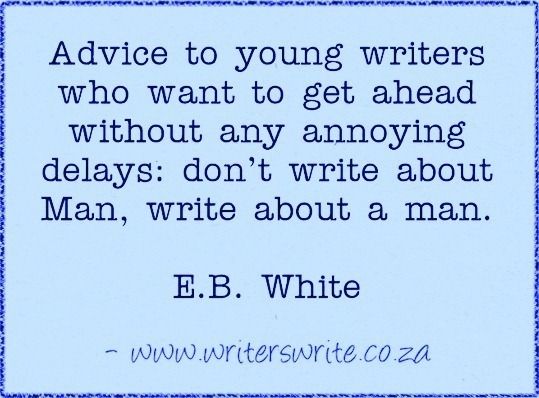 Advice to young writers
who want to get ahead
without any annoying
delays: don't write about
Man, write about a man.
E.B. White
- www.writerswrite.co.za